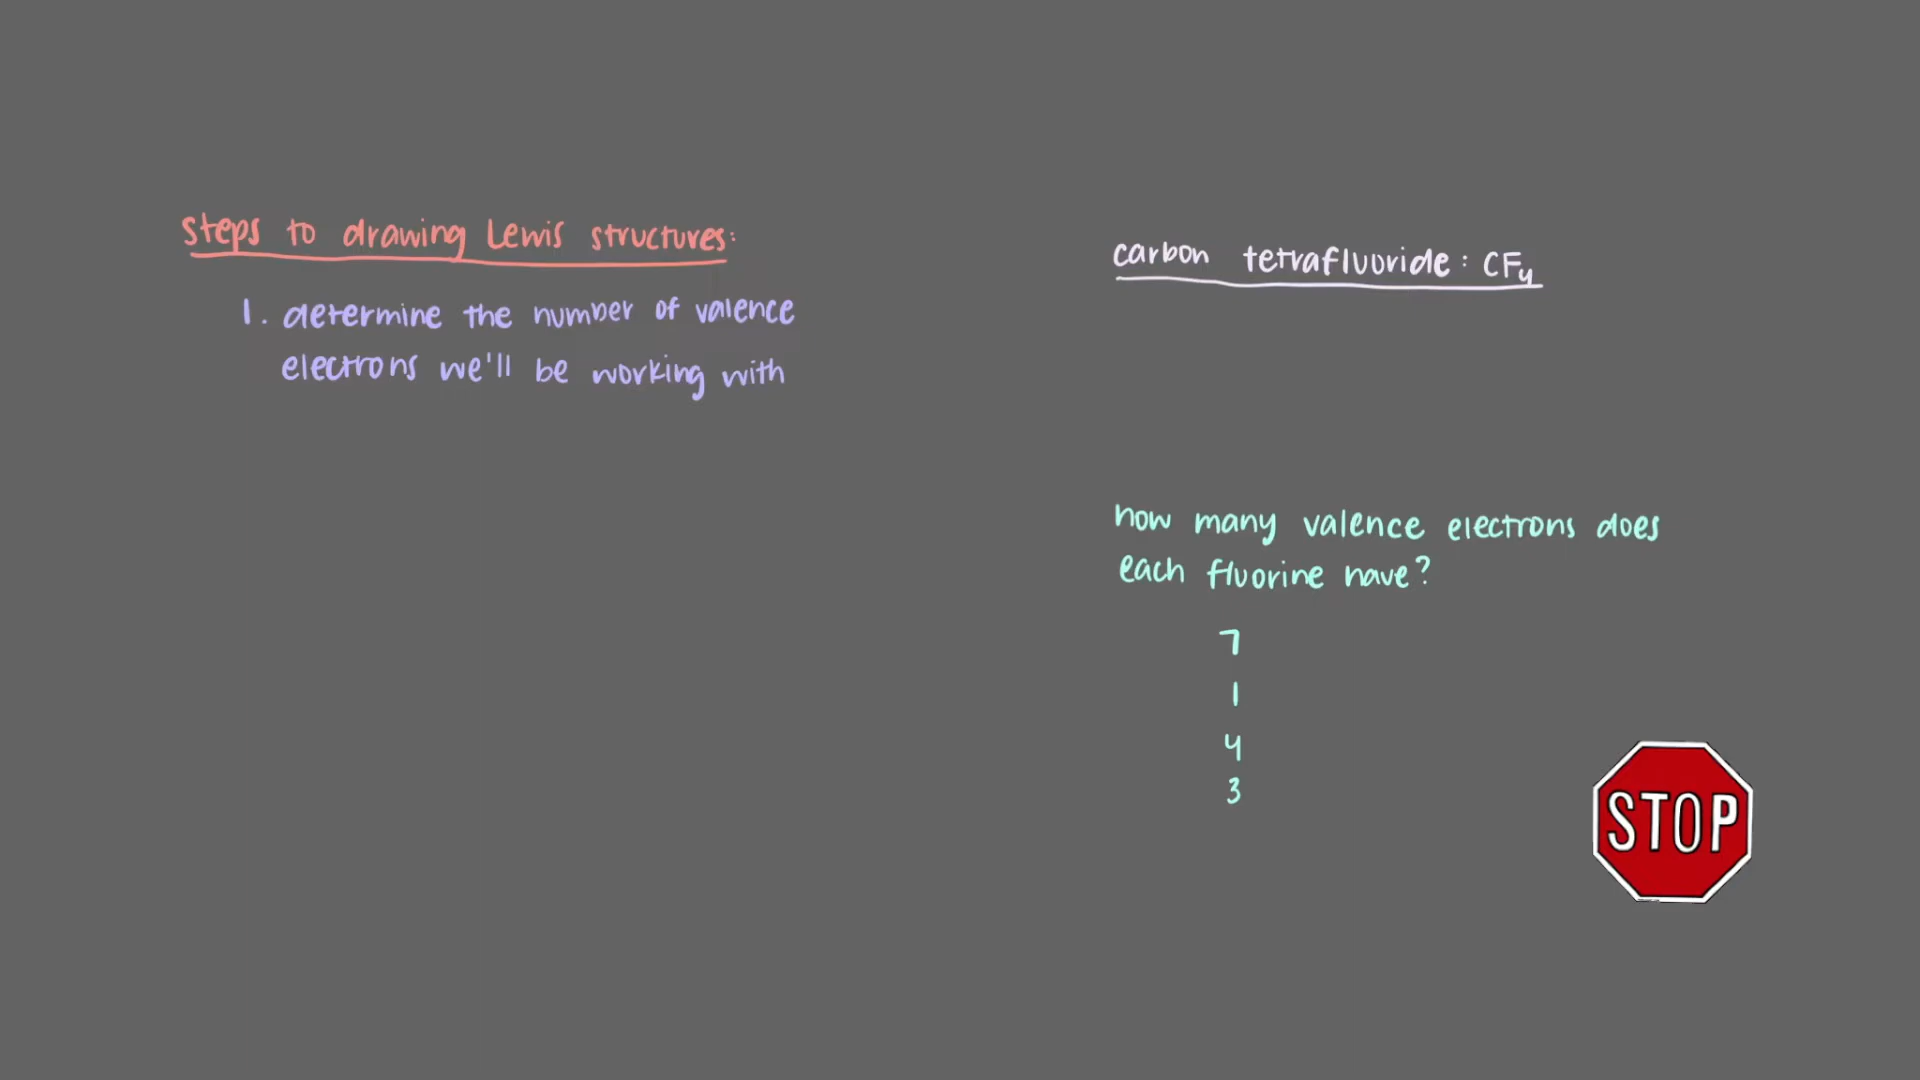 steps to drawing Lewis structures:
1. determine the number of valence
electrons we'll be working with
carbon tetrafluoride: CF₄
how many valence electrons does
each fluorine have?
7
1
4
3
STOP